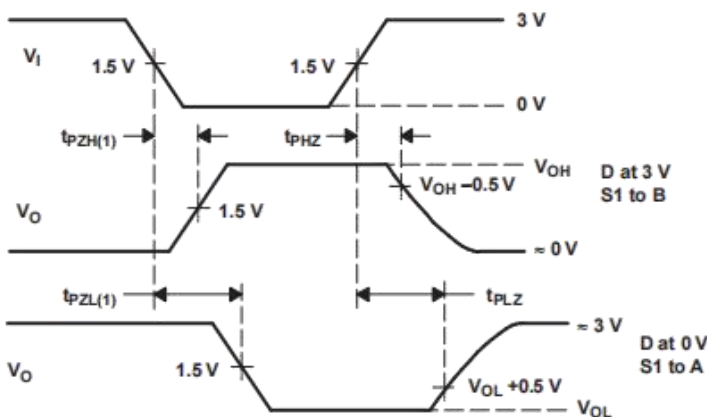 3 V
V_I
1.5 V 1.5 V
0 V
t_PZH(1) t_PHZ
V_OH
V_OH –0.5 V
D at 3 V
S1 to B
V_O
1.5 V
≈ 0 V
t_PZL(1) t_PLZ
≈ 3 V
D at 0 V
S1 to A
V_O
1.5 V
V_OL +0.5 V
V_OL